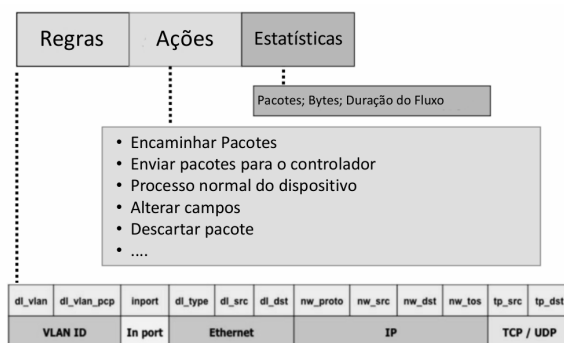 Regras Ações Estatísticas
Pacotes; Bytes; Duração do Fluxo
• Encaminhar Pacotes
• Enviar pacotes para o controlador
• Processo normal do dispositivo
• Alterar campos
• Descartar pacote
• ....
dl_vlan dl_vlan_pcp inport dl_type dl_src dl_dst nw_proto nw_src nw_dst nw_tos tp_src tp_dst
VLAN ID In port Ethernet IP TCP / UDP